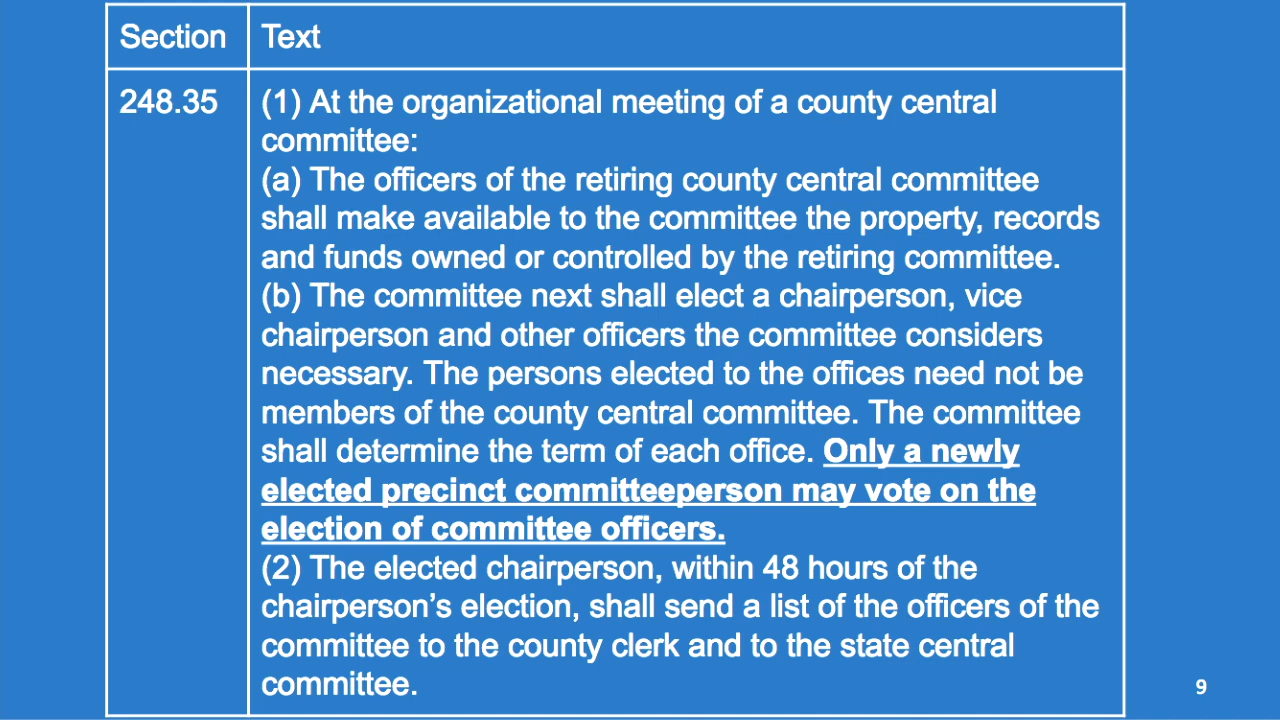 Section Text
248.35 (1) At the organizational meeting of a county central
committee:
(a) The officers of the retiring county central committee
shall make available to the committee the property, records
and funds owned or controlled by the retiring committee.
(b) The committee next shall elect a chairperson, vice
chairperson and other officers the committee considers
necessary. The persons elected to the offices need not be
members of the county central committee. The committee
shall determine the term of each office. Only a newly
elected precinct committeeperson may vote on the
election of committee officers.
(2) The elected chairperson, within 48 hours of the
chairperson’s election, shall send a list of the officers of the
committee to the county clerk and to the state central
committee.
9